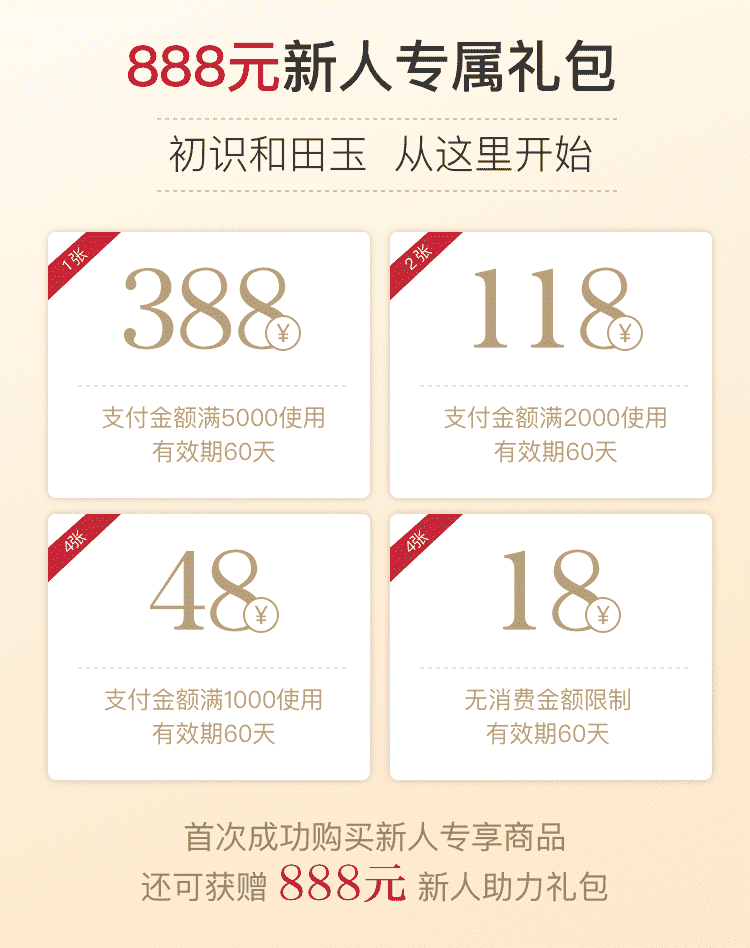 888元新人专属礼包
初识和田玉 从这里开始
1张
388
¥
支付金额满5000使用
有效期60天
2张
118
¥
支付金额满2000使用
有效期60天
4张
48
¥
支付金额满1000使用
有效期60天
4张
18
¥
无消费金额限制
有效期60天
首次成功购买新人专享商品
还可获赠 888元 新人助力礼包